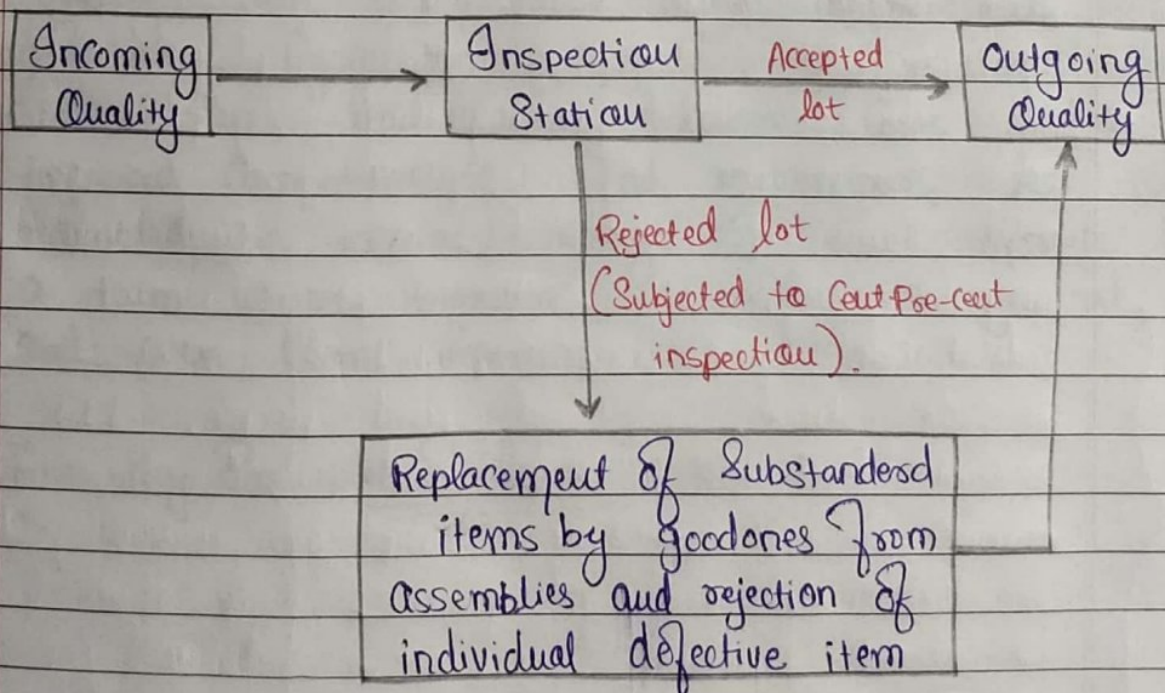 Incoming
Quality
Inspection
Station
Accepted
lot
Outgoing
Quality
Rejected lot
(Subjected to Cent-Per-cent
inspection).
Replacement of Substanderd
items by goodones from
assemblies and rejection of
individual defective item